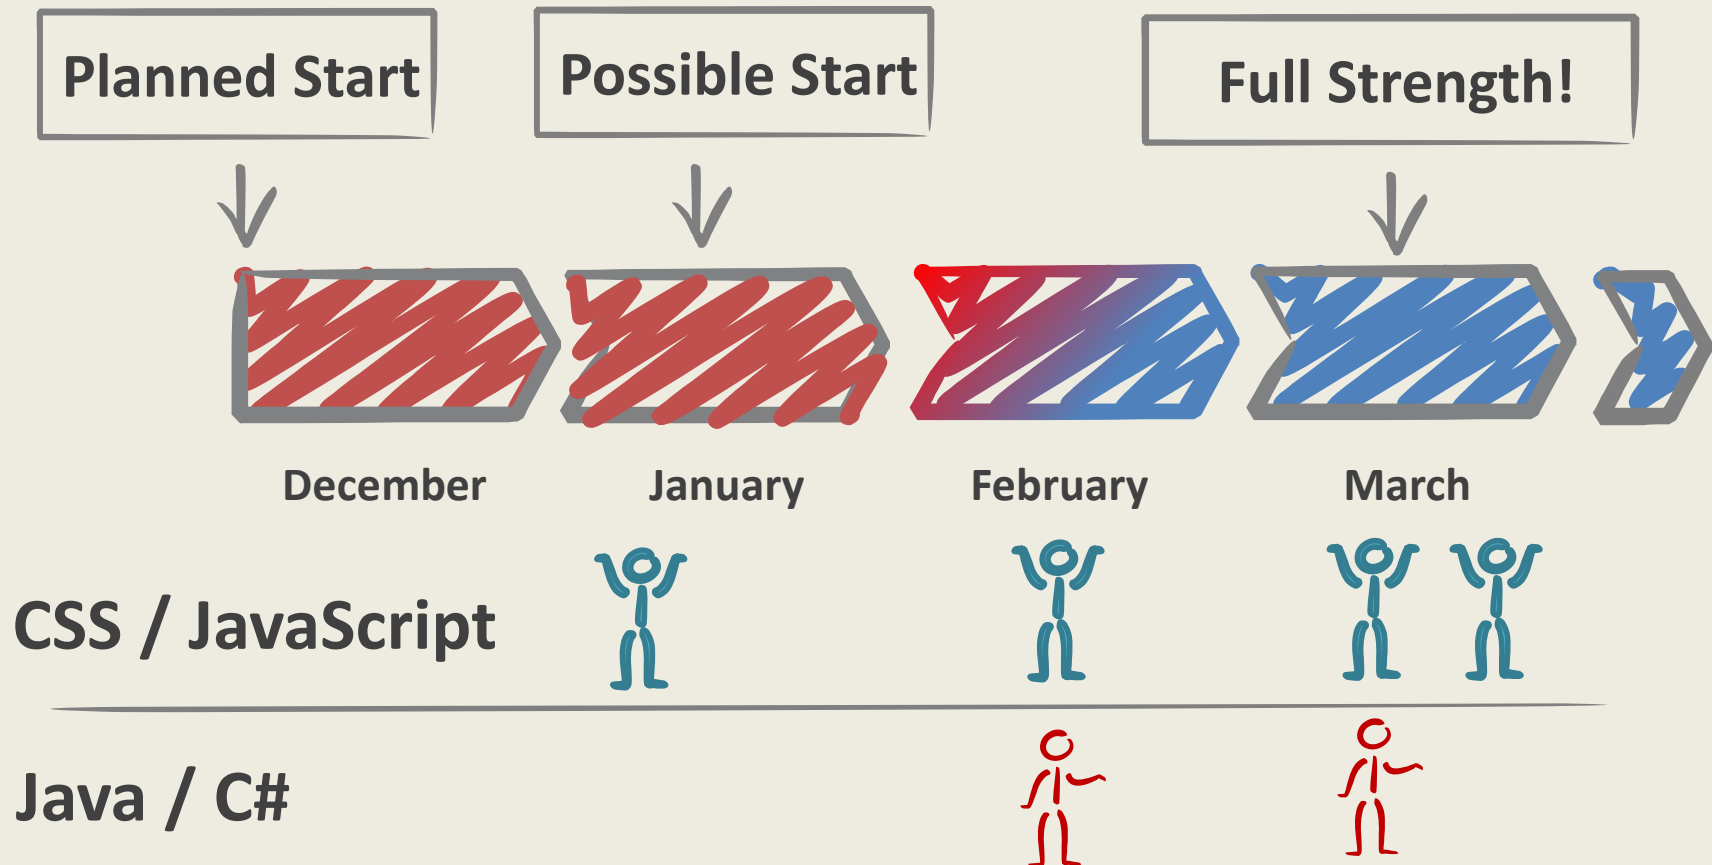 Planned Start
Possible Start
Full Strength!
December
January
February
March
CSS / JavaScript
Java / C#